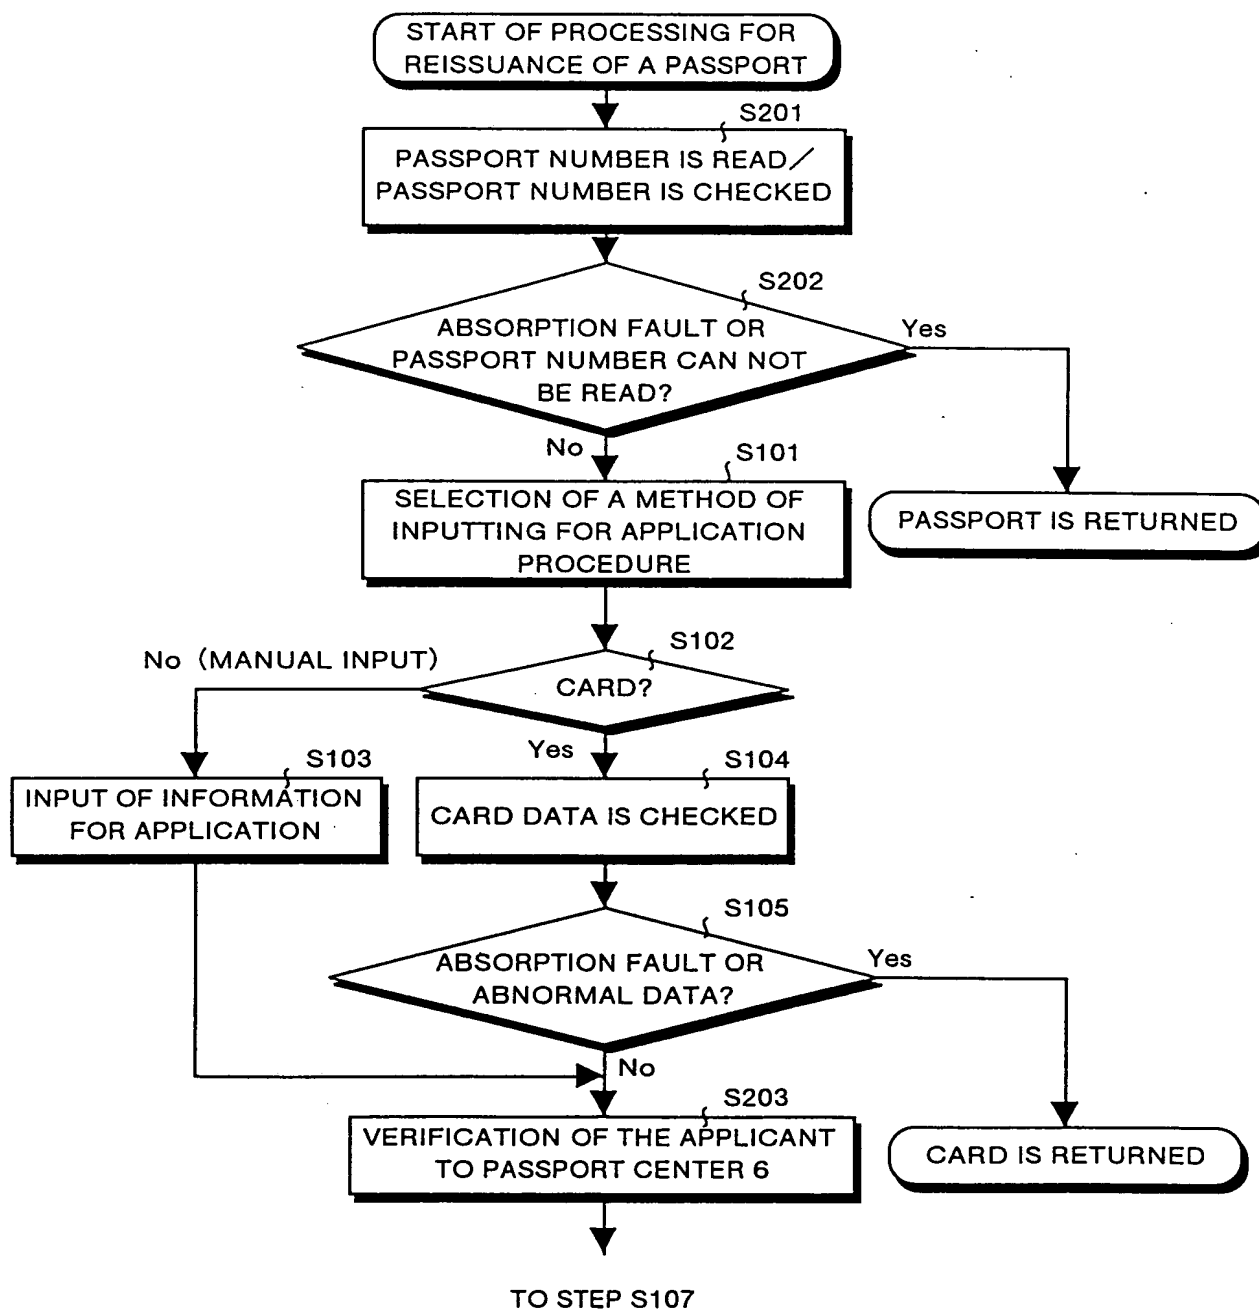 START OF PROCESSING FOR
REISSUANCE OF A PASSPORT
S201
PASSPORT NUMBER IS READ/
PASSPORT NUMBER IS CHECKED
S202
ABSORPTION FAULT OR
PASSPORT NUMBER CAN NOT
BE READ?
Yes
No
S101
SELECTION OF A METHOD OF
INPUTTING FOR APPLICATION
PROCEDURE
PASSPORT IS RETURNED
S102
No (MANUAL INPUT)
CARD?
Yes
S103
INPUT OF INFORMATION
FOR APPLICATION
S104
CARD DATA IS CHECKED
S105
ABSORPTION FAULT OR
ABNORMAL DATA?
Yes
No
S203
VERIFICATION OF THE APPLICANT
TO PASSPORT CENTER 6
CARD IS RETURNED
TO STEP S107